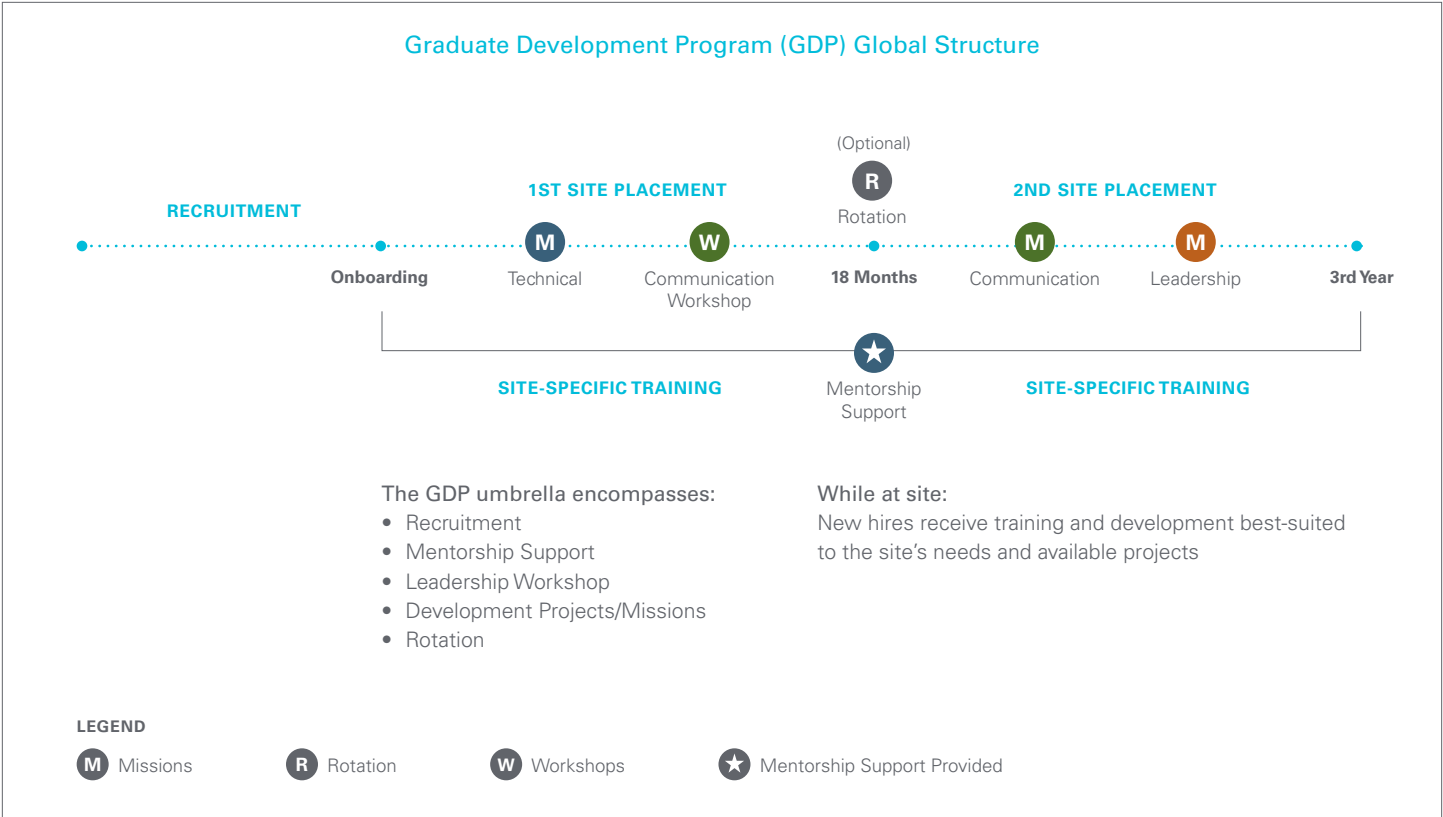 Graduate Development Program (GDP) Global Structure
(Optional)
R
Rotation
RECRUITMENT
1ST SITE PLACEMENT
2ND SITE PLACEMENT
M
W
M
M
Onboarding
Technical
Communication
Workshop
18 Months
Communication
Leadership
3rd Year
SITE-SPECIFIC TRAINING
Mentorship
Support
SITE-SPECIFIC TRAINING
The GDP umbrella encompasses:
• Recruitment
• Mentorship Support
• Leadership Workshop
• Development Projects/Missions
• Rotation
While at site:
New hires receive training and development best-suited
to the site's needs and available projects
LEGEND
M Missions
R Rotation
W Workshops
★ Mentorship Support Provided